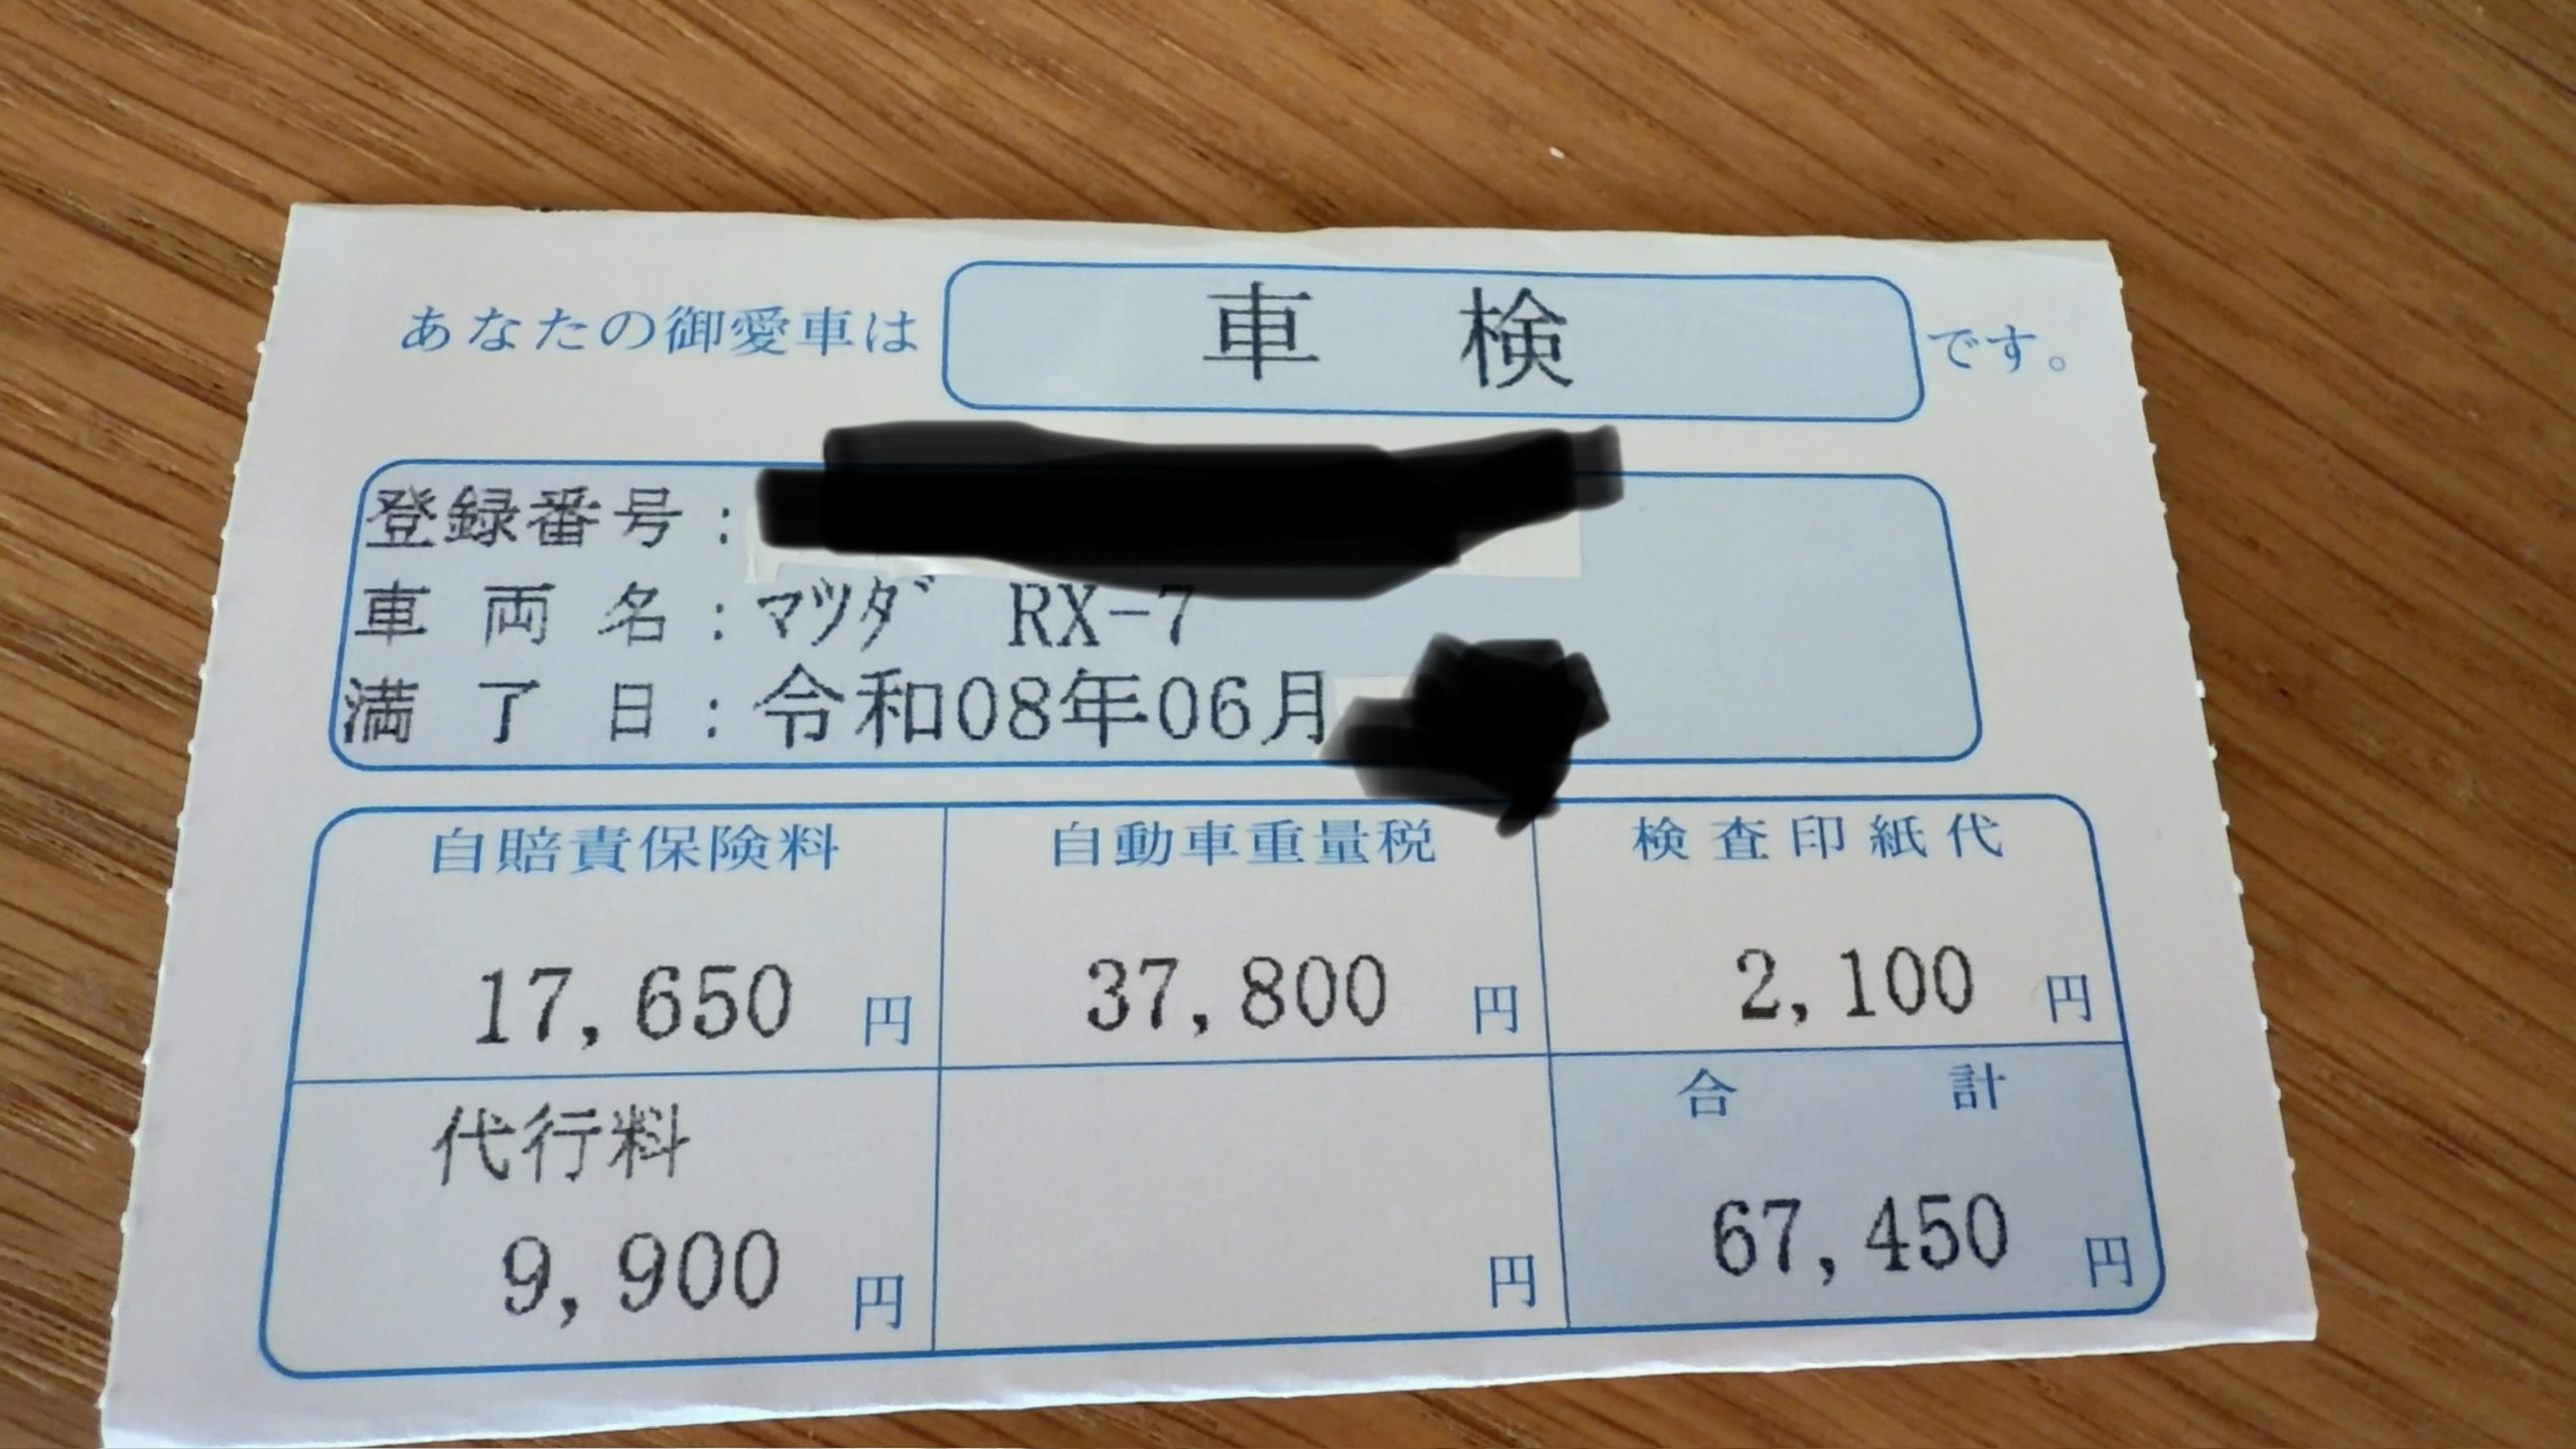 あなたの御愛車は 車 検 です。
登録番号：
車 両 名：ﾏﾂﾀﾞ RX-7
満 了 日：令和08年06月
自賠責保険料 自動車重量税 検査印紙代
17,650 円 37,800 円 2,100 円
代行料 合 計
9,900 円 円 67,450 円